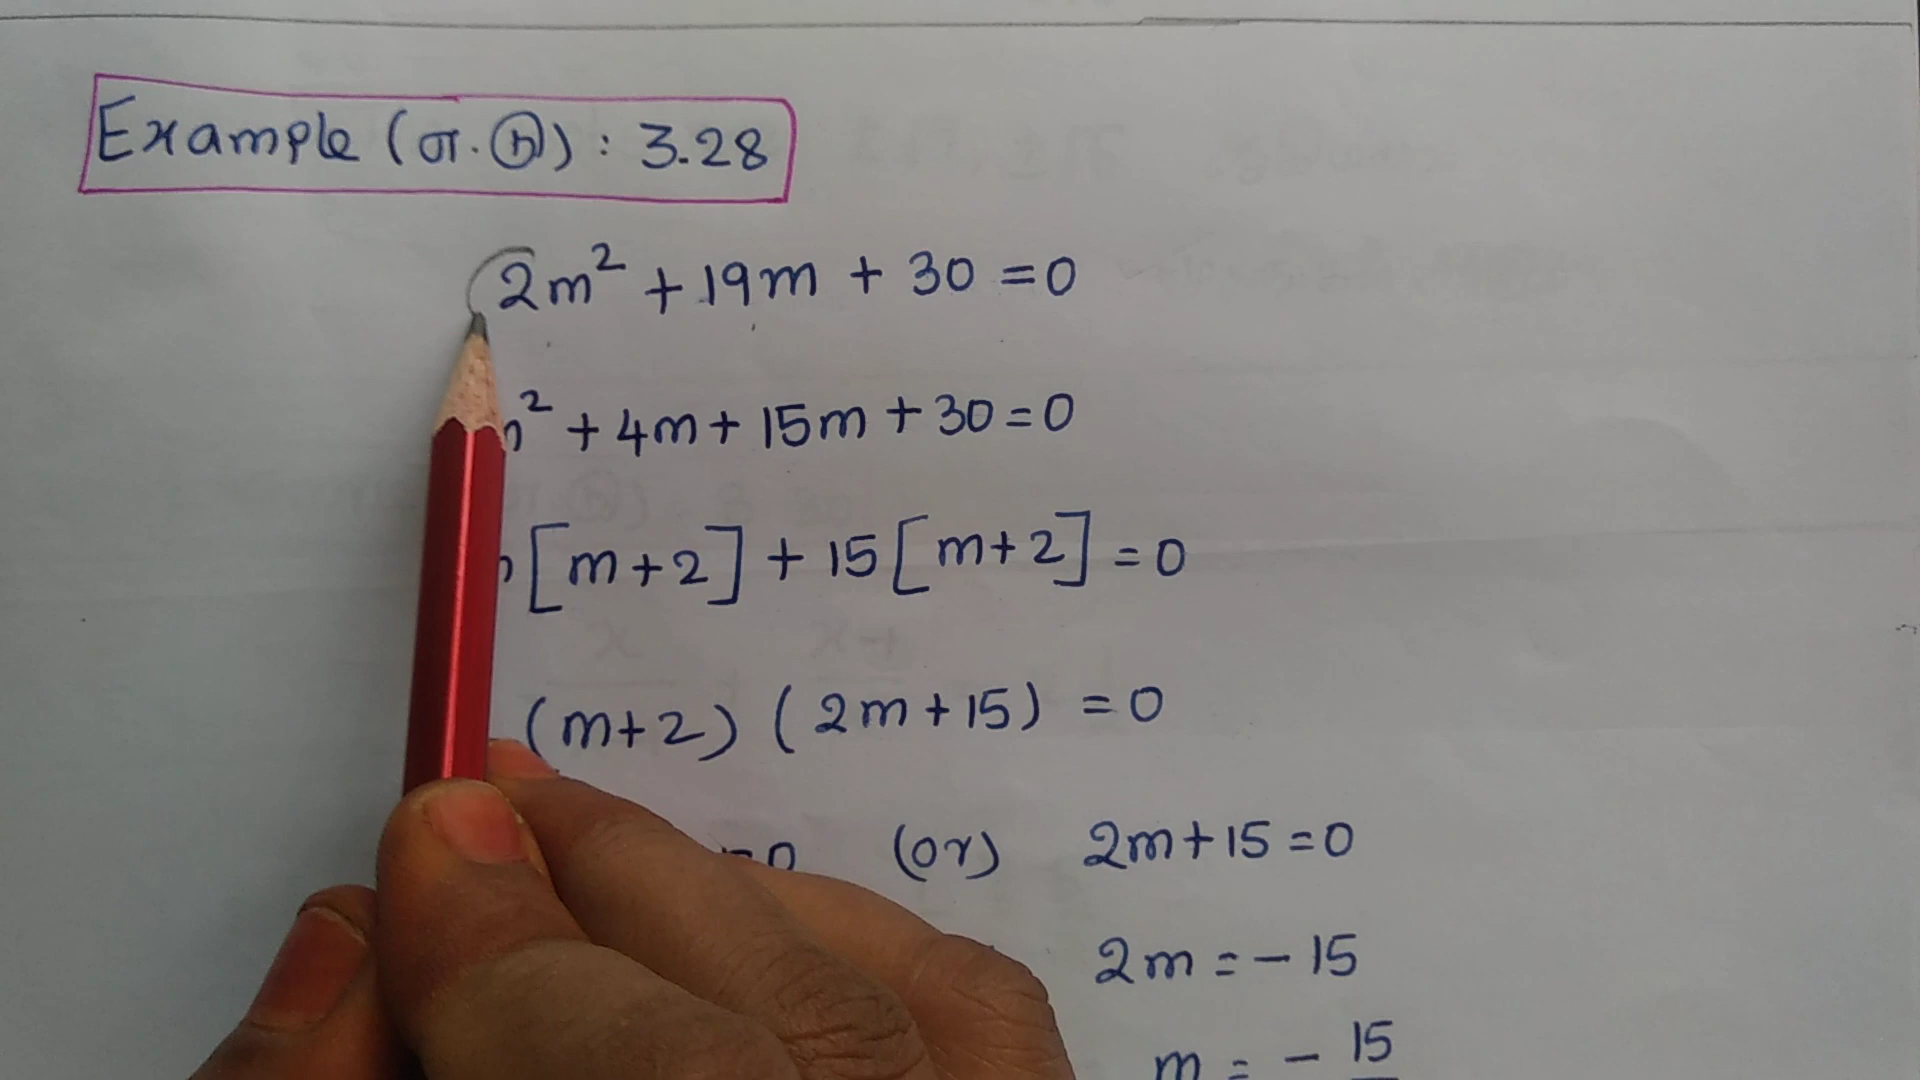 Example (எ.கா) : 3.28
2m² + 19m + 30 = 0
² + 4m + 15m + 30 = 0
[m+2] + 15[m+2] = 0
(m+2) (2m+15) = 0
=0 (or) 2m+15 = 0
2m = - 15
m = - 15